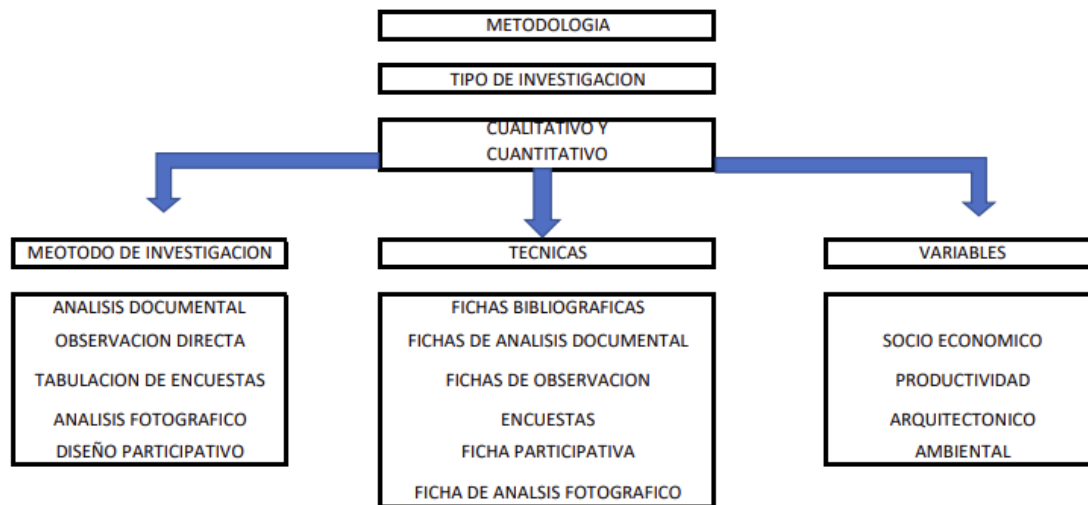 METODOLOGIA
TIPO DE INVESTIGACION
CUALITATIVO Y
CUANTITATIVO
MEOTODO DE INVESTIGACION
ANALISIS DOCUMENTAL
OBSERVACION DIRECTA
TABULACION DE ENCUESTAS
ANALISIS FOTOGRAFICO
DISEÑO PARTICIPATIVO
TECNICAS
FICHAS BIBLIOGRAFICAS
FICHAS DE ANALISIS DOCUMENTAL
FICHAS DE OBSERVACION
ENCUESTAS
FICHA PARTICIPATIVA
FICHA DE ANALSIS FOTOGRAFICO
VARIABLES
SOCIO ECONOMICO
PRODUCTIVIDAD
ARQUITECTONICO
AMBIENTAL